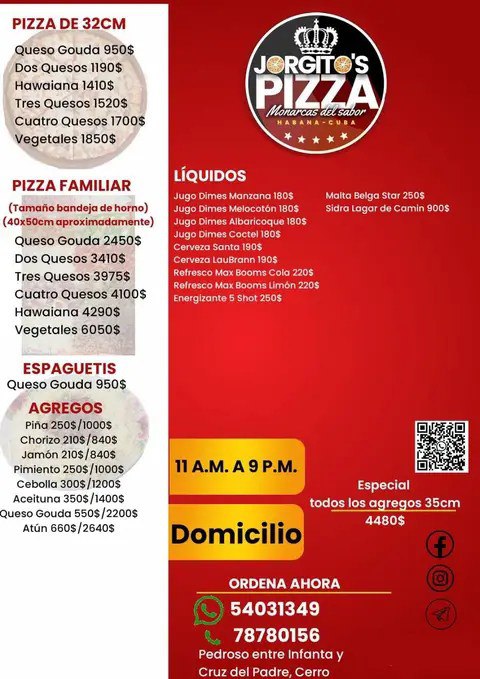 PIZZA DE 32CM
Queso Gouda 950$
Dos Quesos 1190$
Hawaiana 1410$
Tres Quesos 1520$
Cuatro Quesos 1700$
Vegetales 1850$
PIZZA FAMILIAR
(Tamaño bandeja de horno)
(40x50cm aproximadamente)
Queso Gouda 2450$
Dos Quesos 3410$
Tres Quesos 3975$
Cuatro Quesos 4100$
Hawaiana 4290$
Vegetales 6050$
ESPAGUETIS
Queso Gouda 950$
AGREGOS
Piña 250$/1000$
Chorizo 210$/840$
Jamón 210$/840$
Pimiento 250$/1000$
Cebolla 300$/1200$
Aceituna 350$/1400$
Queso Gouda 550$/2200$
Atún 660$/2640$
JORGITO'S
PIZZA
Monarcas del sabor
HABANA-CUBA
LÍQUIDOS
Jugo Dimes Manzana 180$
Jugo Dimes Melocotón 180$
Jugo Dimes Albaricoque 180$
Jugo Dimes Coctel 180$
Cerveza Santa 190$
Cerveza LauBrann 190$
Refresco Max Booms Cola 220$
Refresco Max Booms Limón 220$
Energizante 5 Shot 250$
Malta Belga Star 250$
Sidra Lagar de Camin 900$
11 A.M. A 9 P.M.
Domicilio
Especial
todos los agregos 35cm
4480$
ORDENA AHORA
54031349
78780156
Pedroso entre Infanta y
Cruz del Padre, Cerro